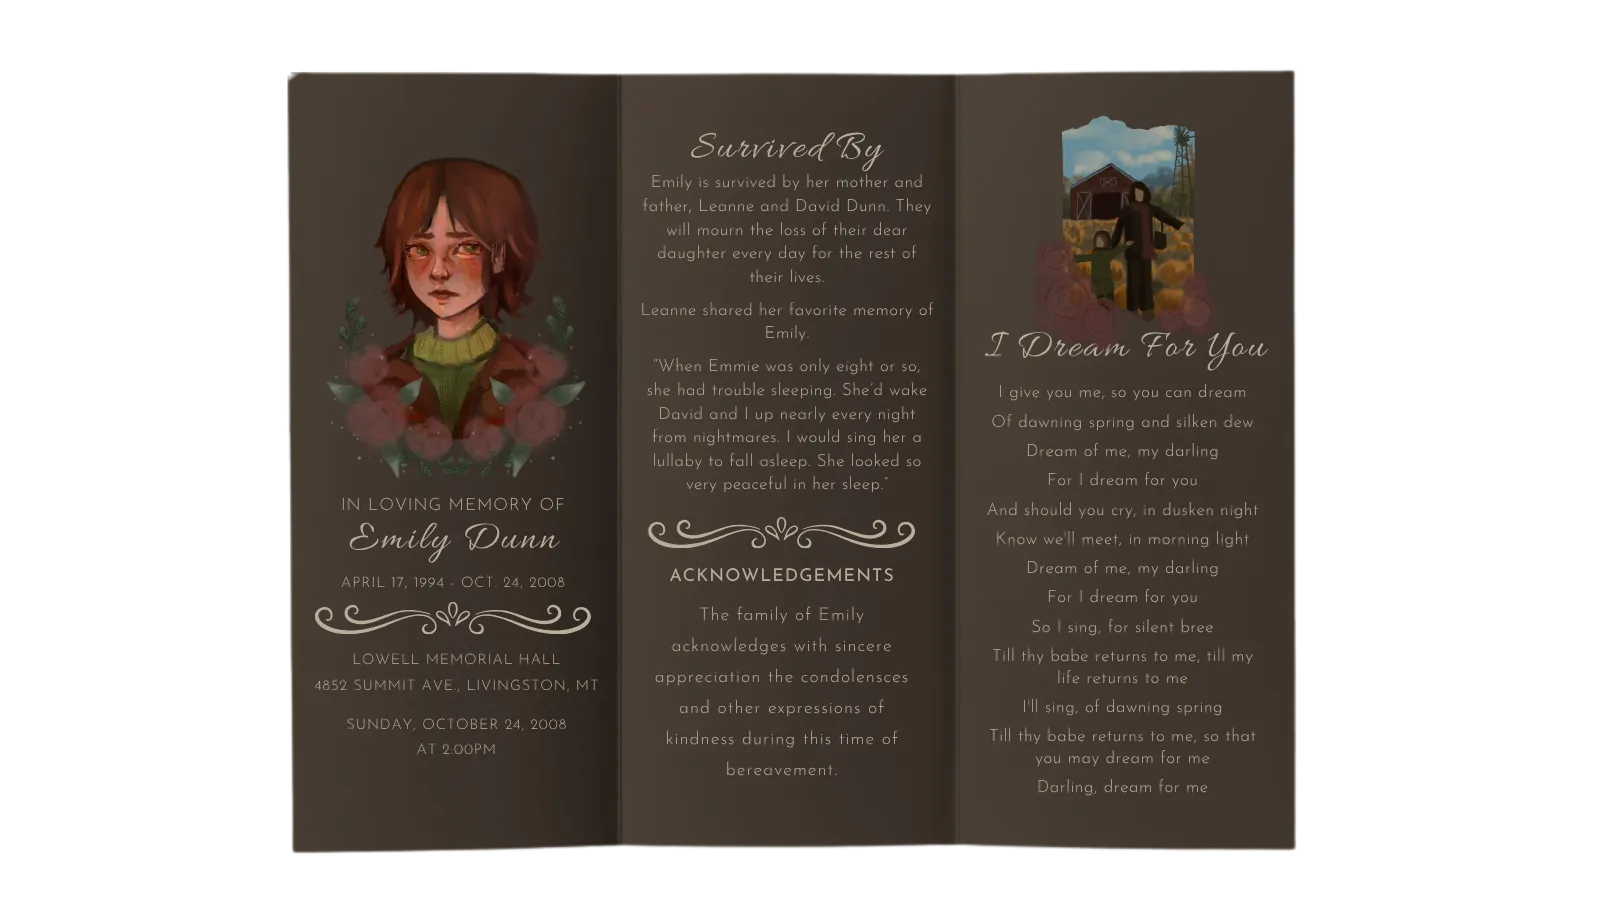 IN LOVING MEMORY OF
Emily Dunn
APRIL 17, 1994 - OCT. 24, 2008
LOWELL MEMORIAL HALL
4852 SUMMIT AVE., LIVINGSTON, MT
SUNDAY, OCTOBER 24, 2008
AT 2:00PM
Survived By
Emily is survived by her mother and
father, Leanne and David Dunn. They
will mourn the loss of their dear
daughter every day for the rest of
their lives.
Leanne shared her favorite memory of
Emily.
"When Emmie was only eight or so,
she had trouble sleeping. She'd wake
David and I up nearly every night
from nightmares. I would sing her a
lullaby to fall asleep. She looked so
very peaceful in her sleep."
ACKNOWLEDGEMENTS
The family of Emily
acknowledges with sincere
appreciation the condolensces
and other expressions of
kindness during this time of
bereavement.
I Dream For You
I give you me, so you can dream
Of dawning spring and silken dew
Dream of me, my darling
For I dream for you
And should you cry, in dusken night
Know we'll meet, in morning light
Dream of me, my darling
For I dream for you
So I sing, for silent bree
Till thy babe returns to me, till my
life returns to me
I'll sing, of dawning spring
Till thy babe returns to me, so that
you may dream for me
Darling, dream for me